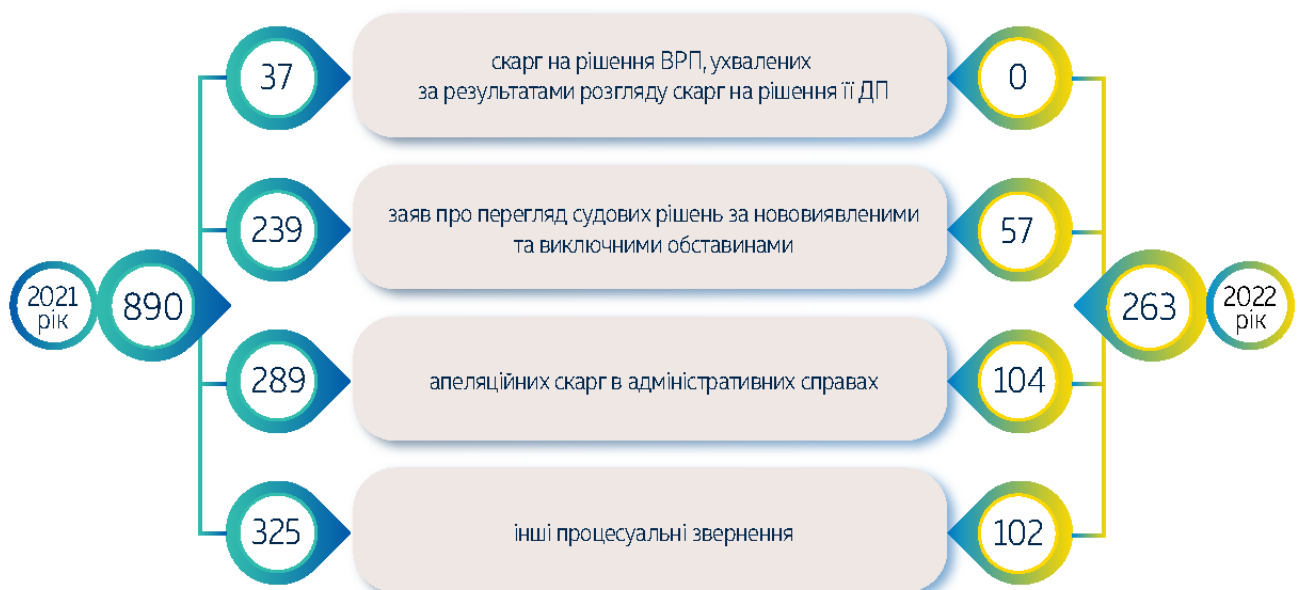 37
скарг на рішення ВРП, ухвалених
за результатами розгляду скарг на рішення її ДП
0
239
заяв про перегляд судових рішень за нововиявленими
та виключними обставинами
57
2021
рік
890
263
2022
рік
289
апеляційних скарг в адміністративних справах
104
325
інші процесуальні звернення
102